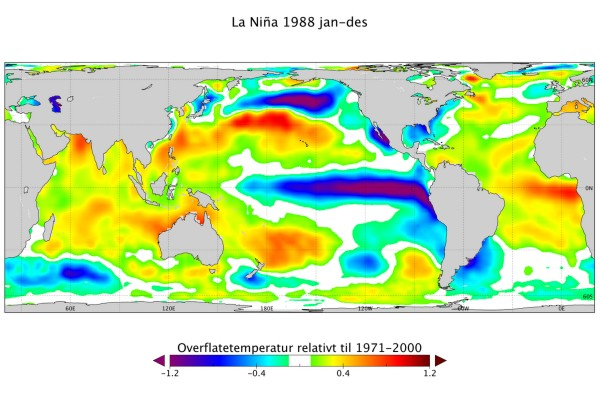 La Niña 1988 jan–des
60N
0N
60S
60E
120E
180E
120W
60W
0E
Overflatetemperatur relativt til 1971–2000
−1.2
−0.4
0.4
1.2